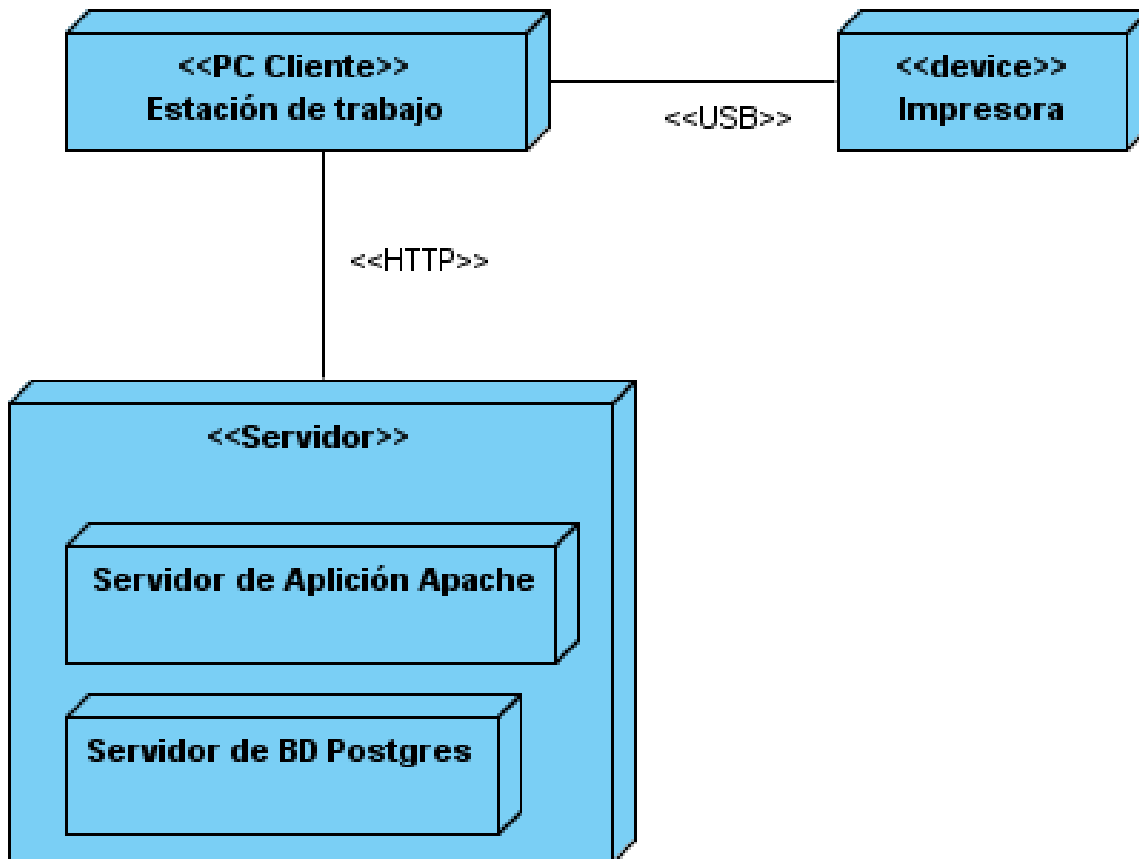 <<PC Cliente>>
Estación de trabajo
<<USB>>
<<device>>
Impresora
<<HTTP>>
<<Servidor>>
Servidor de Aplición Apache
Servidor de BD Postgres